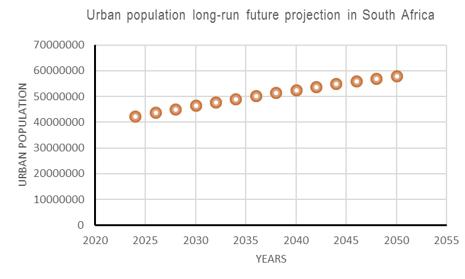 Urban population long-run future projection in South Africa
70000000
60000000
50000000
40000000
30000000
20000000
10000000
0
URBAN POPULATION
2020 2025 2030 2035 2040 2045 2050 2055
YEARS